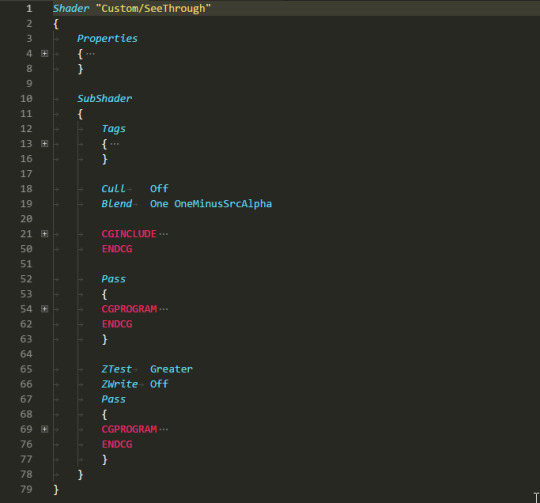 1 Shader "Custom/SeeThrough"
2 {
3 Properties
4 { ...
8 }
9
10 SubShader
11 {
12 Tags
13 { ...
16 }
17
18 Cull Off
19 Blend One OneMinusSrcAlpha
20
21 CGINCLUDE ...
50 ENDCG
51
52 Pass
53 {
54 CGPROGRAM ...
62 ENDCG
63 }
64
65 ZTest Greater
66 ZWrite Off
67 Pass
68 {
69 CGPROGRAM ...
76 ENDCG
77 }
78 }
79 }